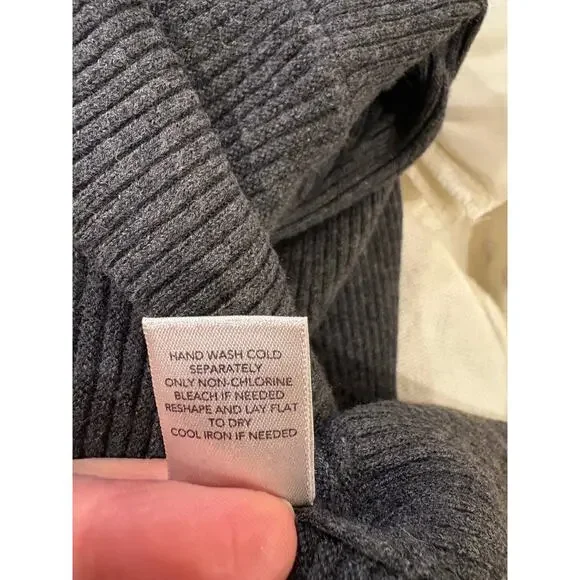 HAND WASH COLD
SEPARATELY
ONLY NON-CHLORINE
BLEACH IF NEEDED
RESHAPE AND LAY FLAT
TO DRY
COOL IRON IF NEEDED